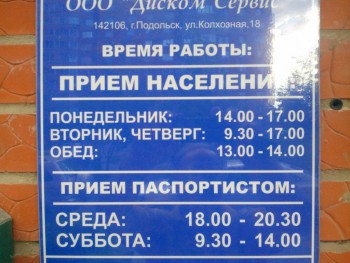 ООО "Диском Сервис"
142106, г.Подольск, ул.Колхозная,18
ВРЕМЯ РАБОТЫ:
ПРИЕМ НАСЕЛЕНИ
ПОНЕДЕЛЬНИК: 14.00 - 17.00
ВТОРНИК, ЧЕТВЕРГ: 9.30 - 17.00
ОБЕД: 13.00 - 14.00
ПРИЕМ ПАСПОРТИСТОМ:
СРЕДА: 18.00 - 20.30
СУББОТА: 9.30 - 14.00